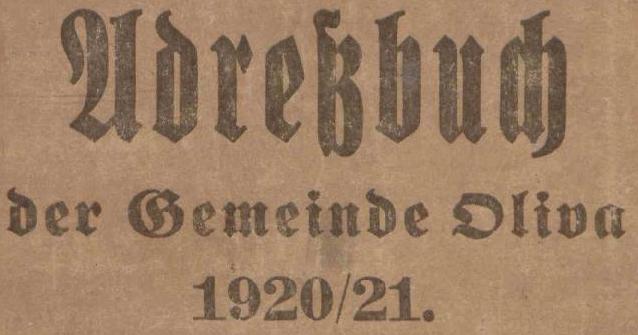 Adreßbuch
der Gemeinde Oliva
1920/21.